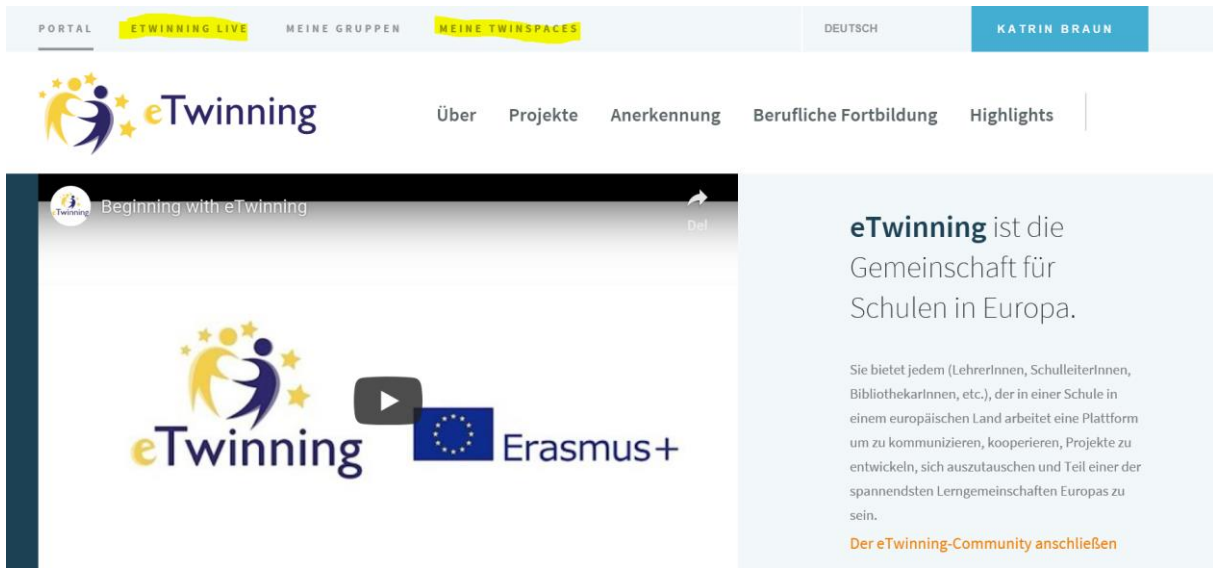 PORTAL ETWINNING LIVE MEINE GRUPPEN MEINE TWINSPACES DEUTSCH KATRIN BRAUN
eTwinning
Über Projekte Anerkennung Berufliche Fortbildung Highlights
eTwinning
Beginning with eTwinning
Del
eTwinning
Erasmus+
eTwinning ist die
Gemeinschaft für
Schulen in Europa.
Sie bietet jedem (LehrerInnen, SchulleiterInnen,
BibliothekarInnen, etc.), der in einer Schule in
einem europäischen Land arbeitet eine Plattform
um zu kommunizieren, kooperieren, Projekte zu
entwickeln, sich auszutauschen und Teil einer der
spannendsten Lerngemeinschaften Europas zu
sein.
Der eTwinning-Community anschließen